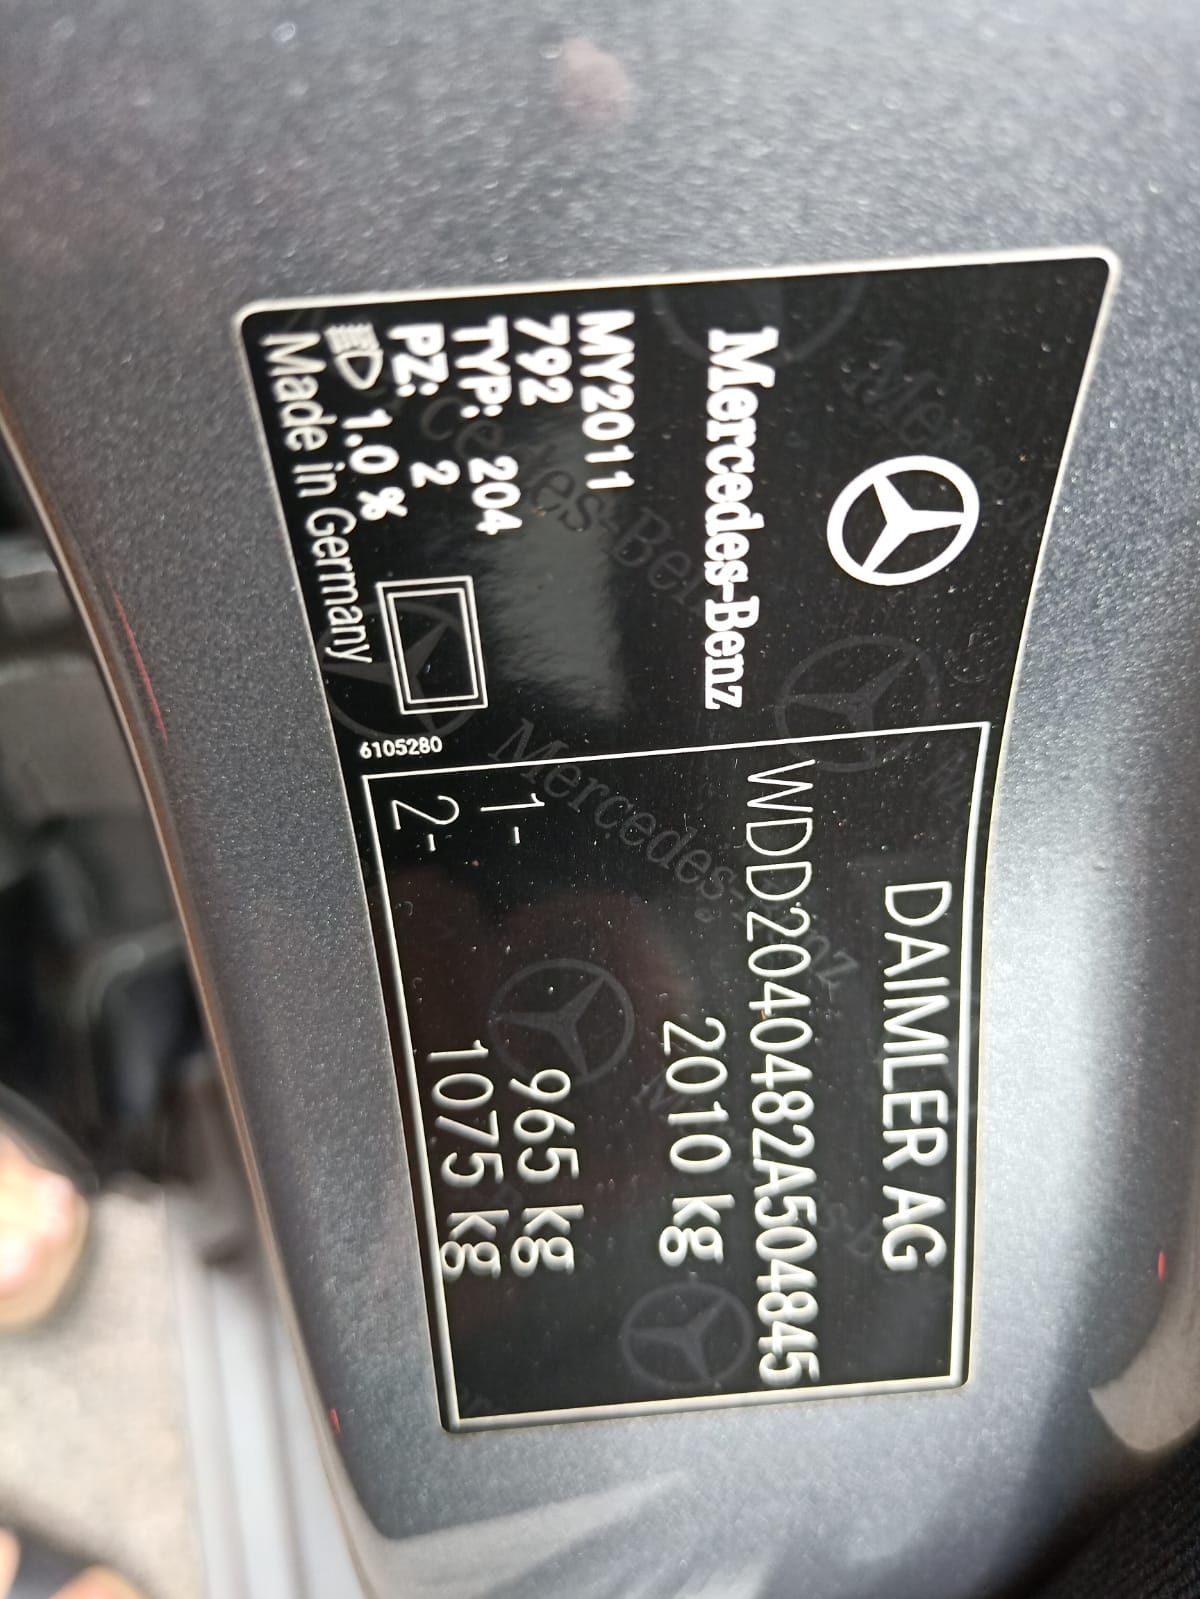 Mercedes-Benz
MY2011
792
TYP: 204
PZ: 2
1.0 %
Made in Germany
6105280
DAIMLER AG
WDD2040482A504845
2010 kg
1- 965 kg
2- 1075 kg